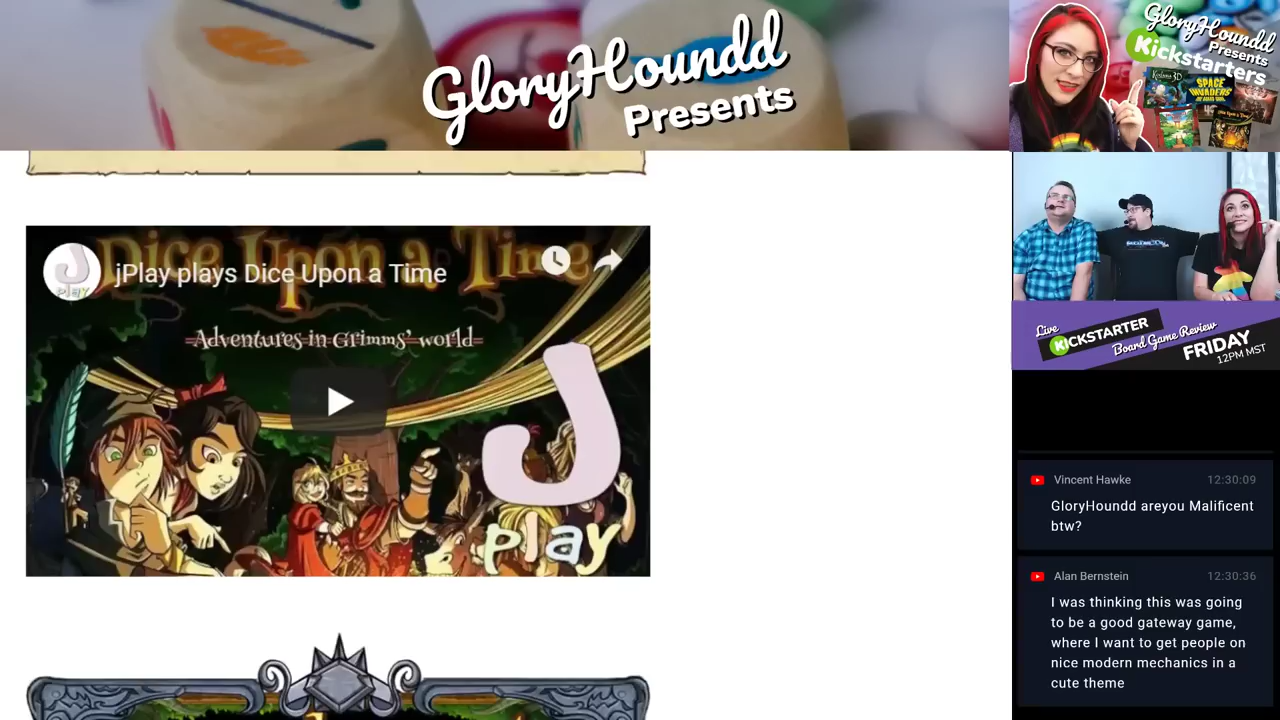 GloryHoundd
Presents
GloryHoundd
Presents
Kickstarters
Keystone 3D
SPACE
INVADERS
Dice Upon a Time
jPlay plays Dice Upon a Time
Adventures in Grimms' world
J
play
J
play
Live
KICKSTARTER
Board Game Review
FRIDAY
12PM MST
Vincent Hawke 12:30:09
GloryHoundd areyou Malificent
btw?
Alan Bernstein 12:30:36
I was thinking this was going
to be a good gateway game,
where I want to get people on
nice modern mechanics in a
cute theme